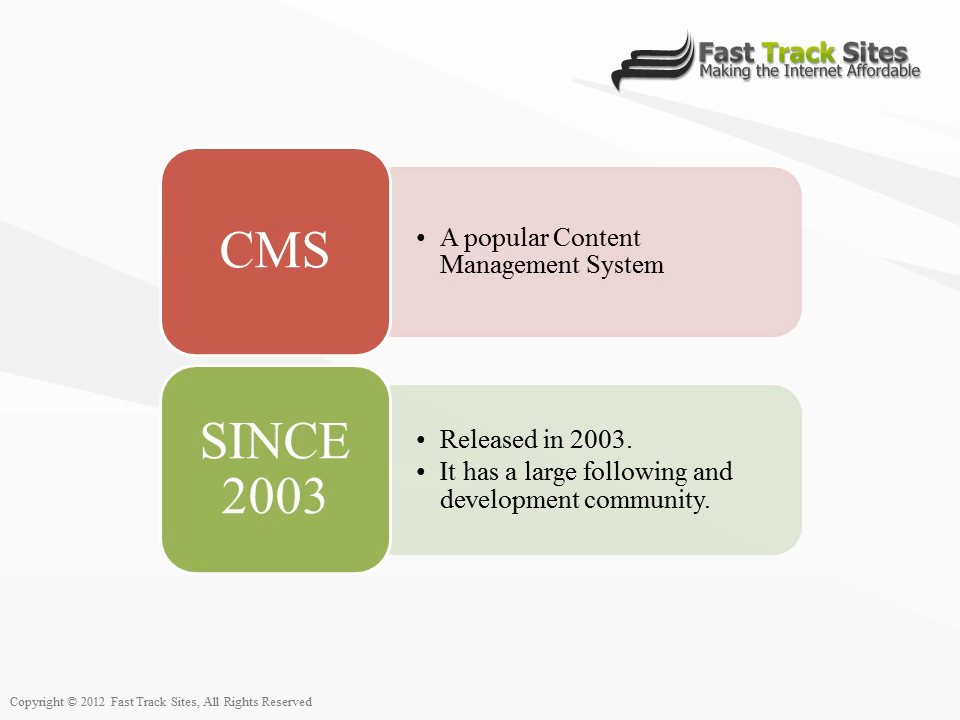 Fast Track Sites
Making the Internet Affordable
CMS
• A popular Content
Management System
SINCE
2003
• Released in 2003.
• It has a large following and
development community.
Copyright © 2012 Fast Track Sites, All Rights Reserved